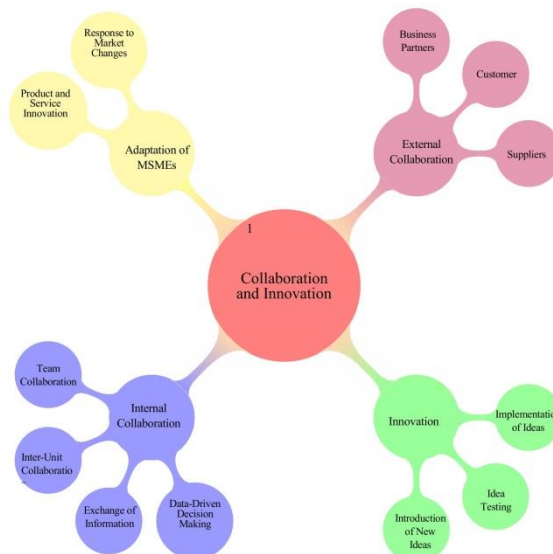 Response to
Market
Changes
Product and
Service
Innovation
Adaptation of
MSMEs
Business
Partners
Customer
External
Collaboration
Suppliers
1
Collaboration
and Innovation
Team
Collaboration
Internal
Collaboration
Inter-Unit
Collaboratio
Exchange of
Information
Data-Driven
Decision
Making
Innovation
Implementation
of Ideas
Idea
Testing
Introduction
of New
Ideas